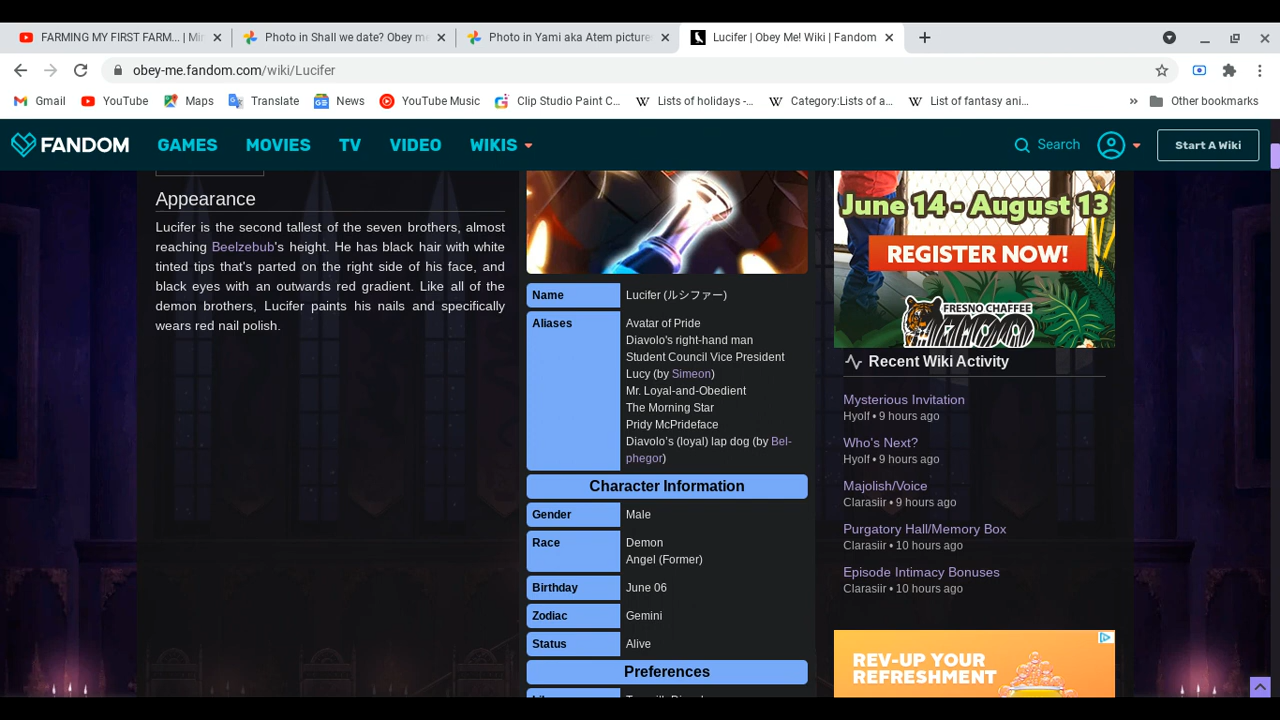 FARMING MY FIRST FARM... | Min
Photo in Shall we date? Obey me
Photo in Yami aka Atem picture
Lucifer | Obey Me! Wiki | Fandom
obey-me.fandom.com/wiki/Lucifer
Gmail
YouTube
Maps
Translate
News
YouTube Music
Clip Studio Paint C...
Lists of holidays -...
Category:Lists of a...
List of fantasy ani...
»
Other bookmarks
FANDOM
GAMES
MOVIES
TV
VIDEO
WIKIS
Search
Start A Wiki
Appearance
Lucifer is the second tallest of the seven brothers, almost
reaching Beelzebub's height. He has black hair with white
tinted tips that's parted on the right side of his face, and
black eyes with an outwards red gradient. Like all of the
demon brothers, Lucifer paints his nails and specifically
wears red nail polish.
Name
Lucifer (ルシファー)
Aliases
Avatar of Pride
Diavolo's right-hand man
Student Council Vice President
Lucy (by Simeon)
Mr. Loyal-and-Obedient
The Morning Star
Pridy McPrideface
Diavolo's (loyal) lap dog (by Bel-
phegor)
Character Information
Gender
Male
Race
Demon
Angel (Former)
Birthday
June 06
Zodiac
Gemini
Status
Alive
Preferences
June 14 - August 13
REGISTER NOW!
FRESNO CHAFFEE
ZOO
Recent Wiki Activity
Mysterious Invitation
Hyolf • 9 hours ago
Who's Next?
Hyolf • 9 hours ago
Majolish/Voice
Clarasiir • 9 hours ago
Purgatory Hall/Memory Box
Clarasiir • 10 hours ago
Episode Intimacy Bonuses
Clarasiir • 10 hours ago
REV-UP YOUR
REFRESHMENT